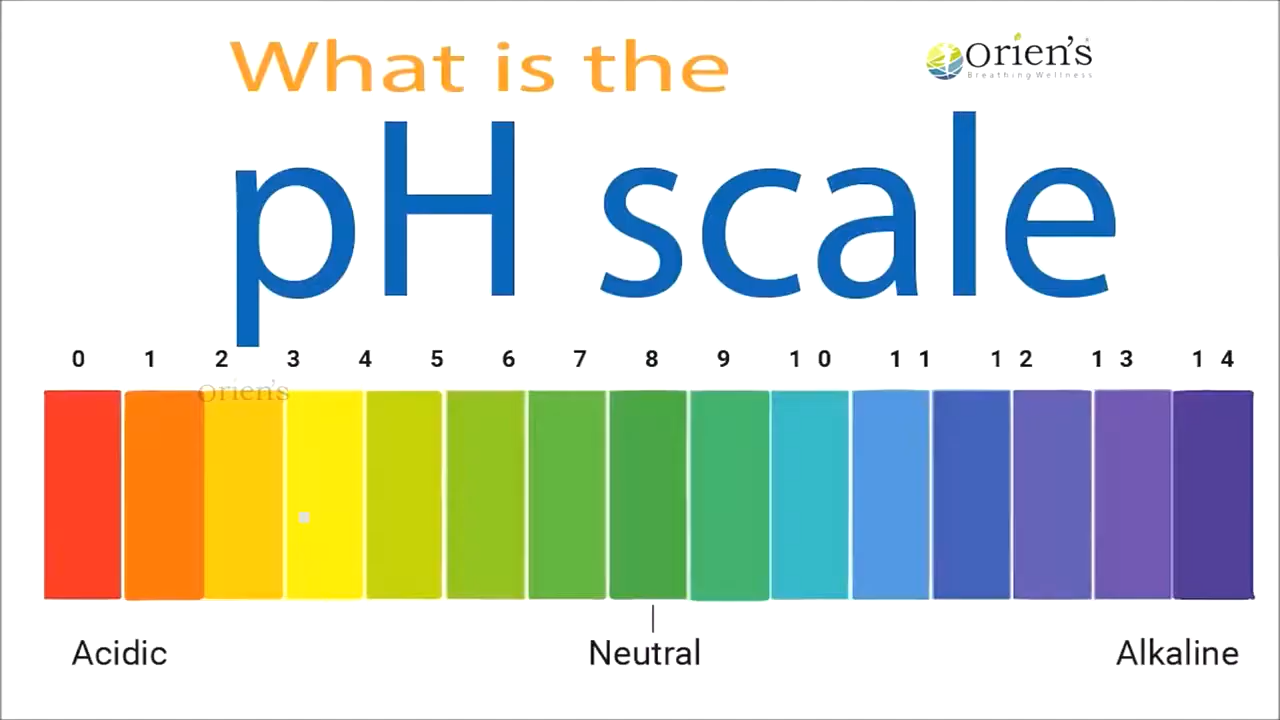 What is the
Orien's
Breathing Wellness
pH scale
0 1 2 3 4 5 6 7 8 9 10 11 12 13 14
Orien's
Acidic Neutral Alkaline